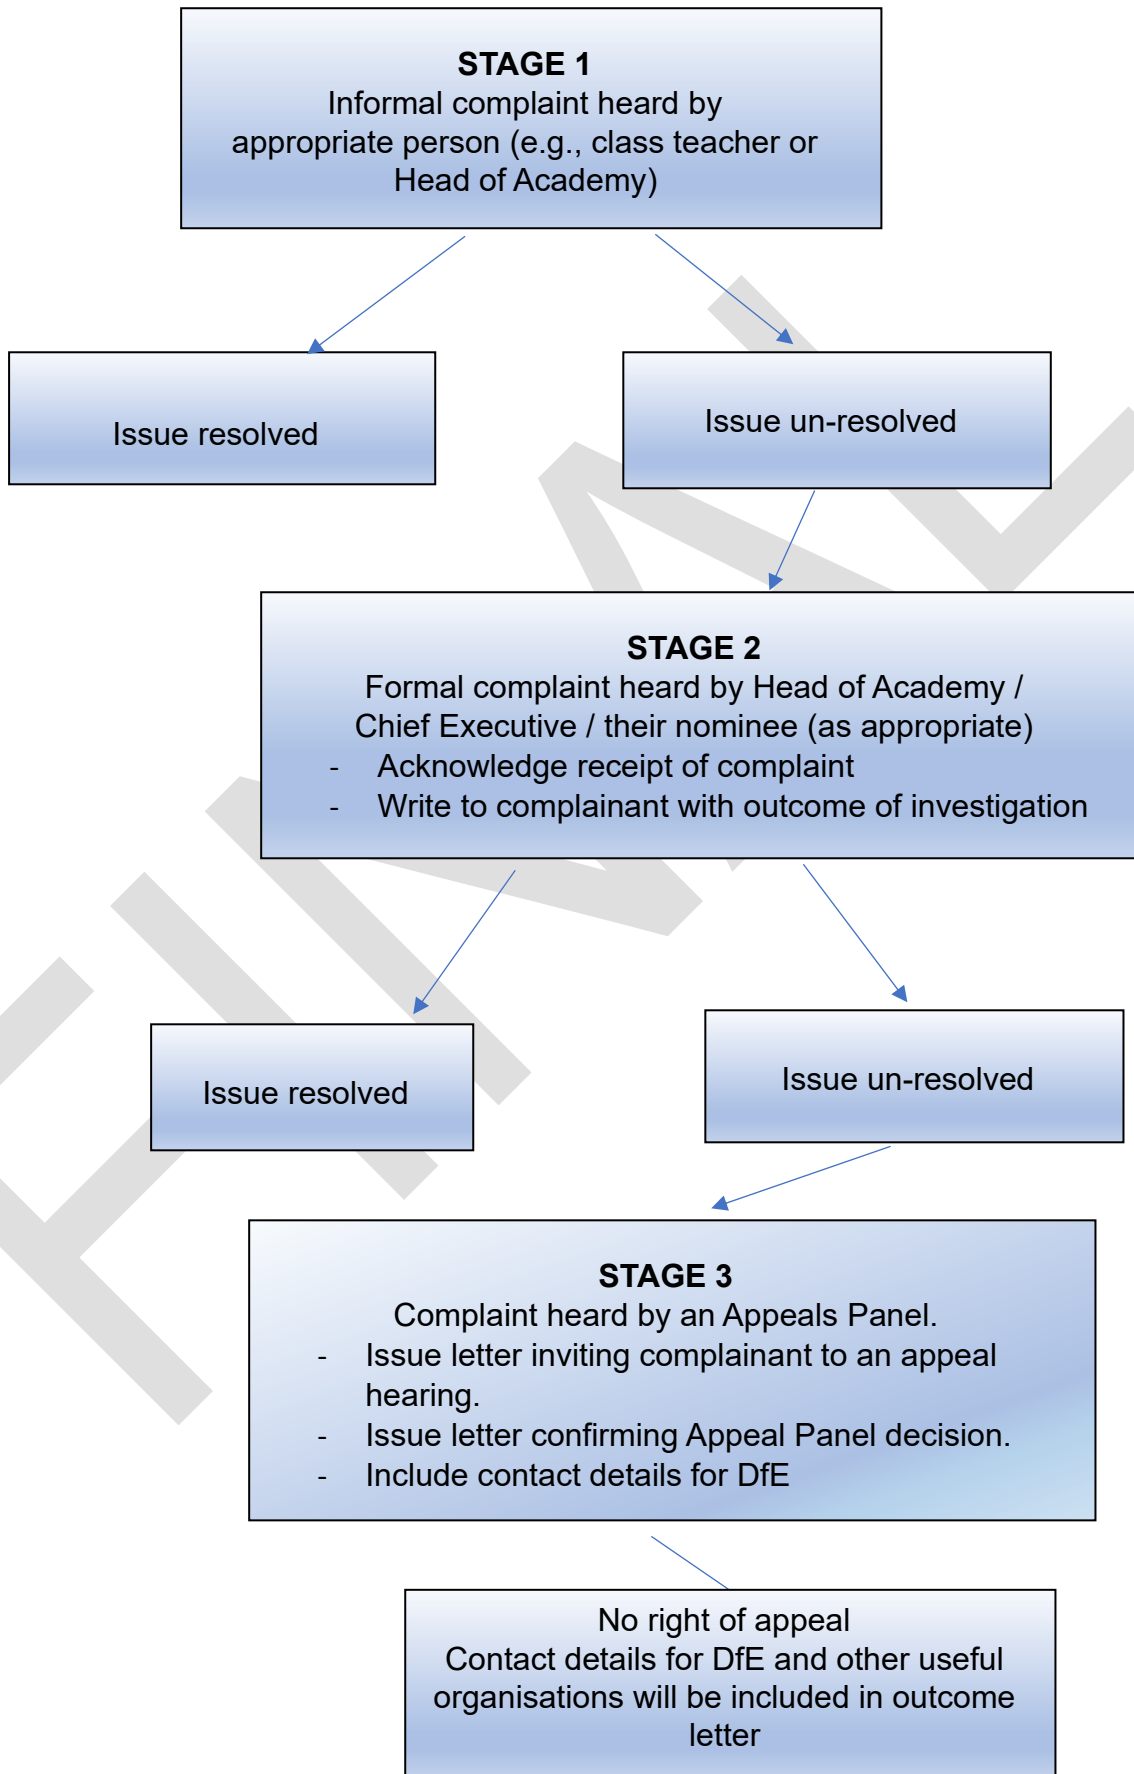 STAGE 1
Informal complaint heard by
appropriate person (e.g., class teacher or
Head of Academy)
Issue resolved
Issue un-resolved
STAGE 2
Formal complaint heard by Head of Academy /
Chief Executive / their nominee (as appropriate)
- Acknowledge receipt of complaint
- Write to complainant with outcome of investigation
Issue resolved
Issue un-resolved
STAGE 3
Complaint heard by an Appeals Panel.
- Issue letter inviting complainant to an appeal
hearing.
- Issue letter confirming Appeal Panel decision.
- Include contact details for DfE
No right of appeal
Contact details for DfE and other useful
organisations will be included in outcome
letter
FINAL